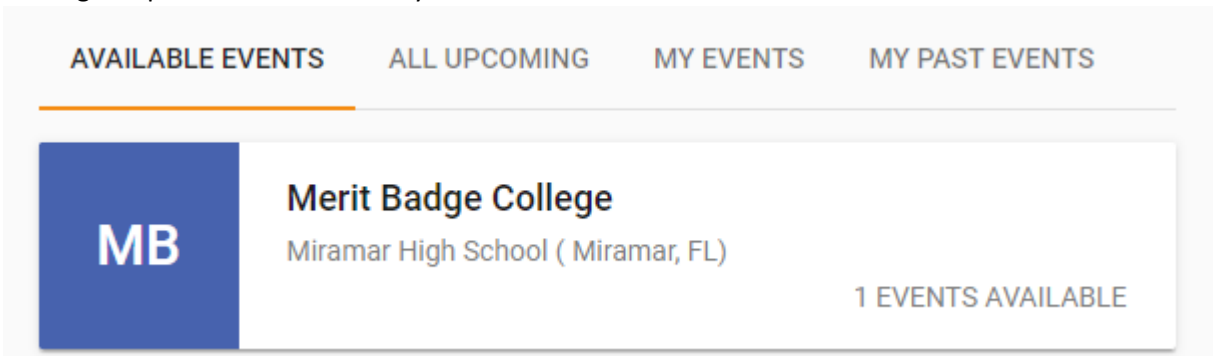 AVAILABLE EVENTS ALL UPCOMING MY EVENTS MY PAST EVENTS
MB
Merit Badge College
Miramar High School ( Miramar, FL)
1 EVENTS AVAILABLE